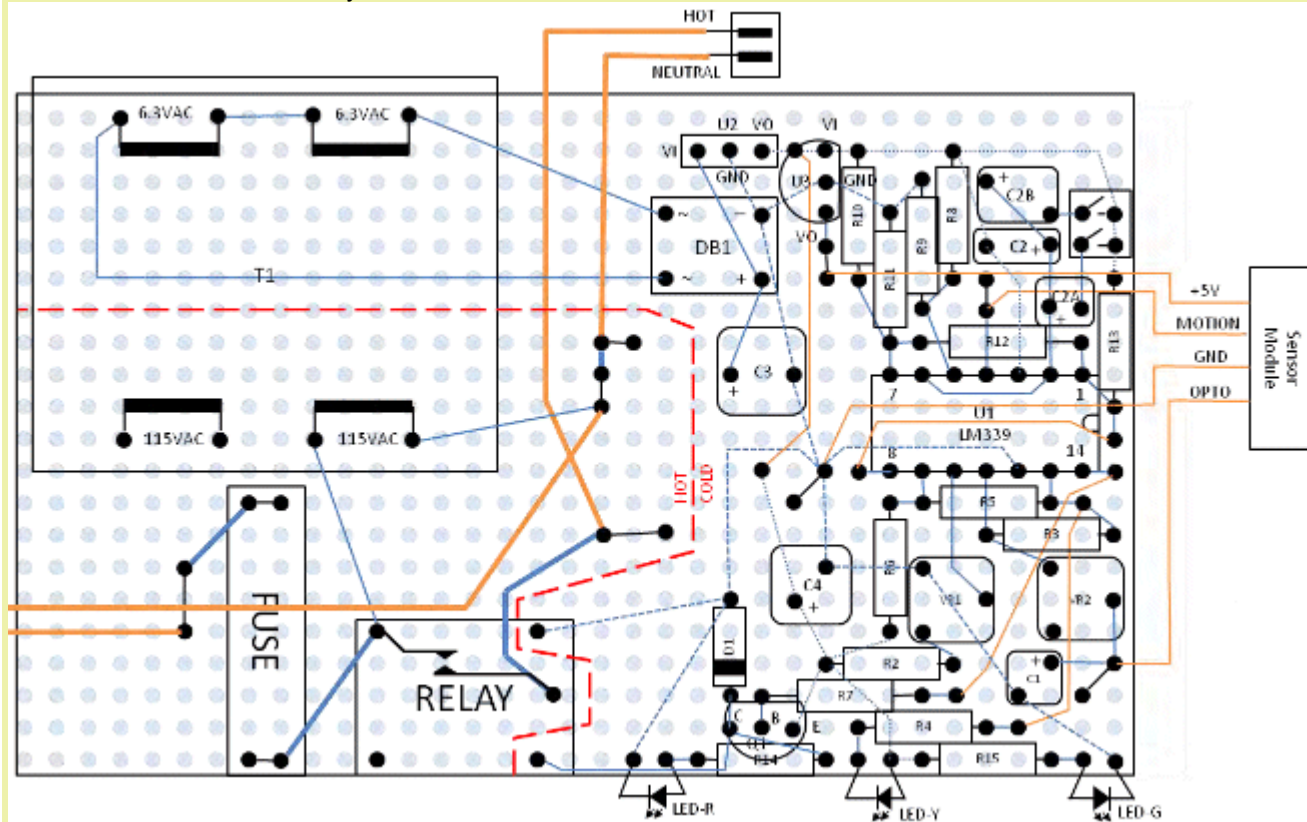 HOT
NEUTRAL
6.3VAC
6.3VAC
U2
VO
VI
VI
GND
U3
GND
VO
R10
R11
R9
R8
+
C2B
C2
+
C2A
+
~
−
DB1
~
+
T1
+5V
MOTION
GND
OPTO
Sensor
Module
R12
R13
C3
+
7
1
U1
LM339
8
14
115VAC
115VAC
HOT
COLD
FUSE
RELAY
R5
R3
R6
C4
+
VR1
VR2
D1
R2
C1
+
R7
C
B
E
Q1
R4
R14
R15
LED-R
LED-Y
LED-G